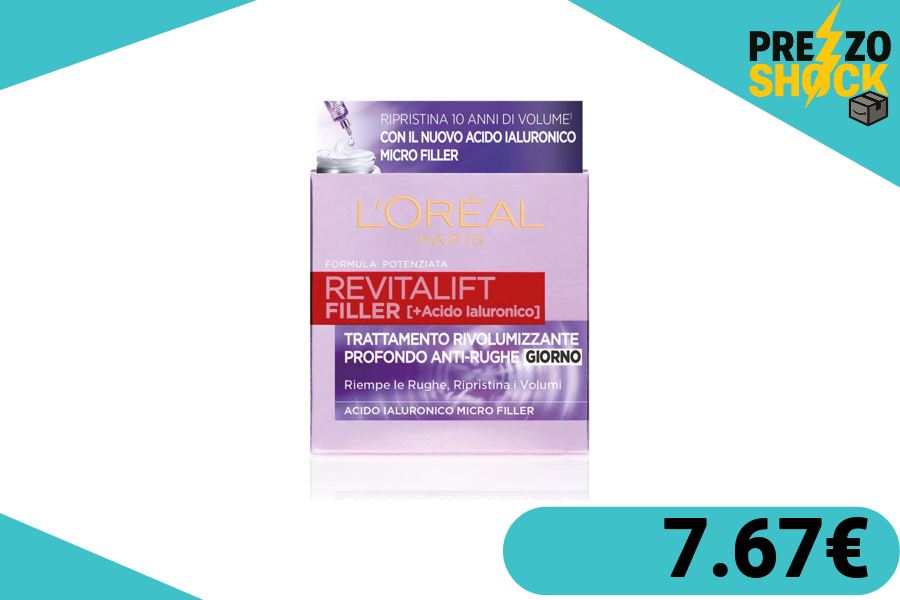 PREZZO
SHOCK
RIPRISTINA 10 ANNI DI VOLUME¹
CON IL NUOVO ACIDO IALURONICO
MICRO FILLER
L'ORÉAL
PARIS
FORMULA POTENZIATA
REVITALIFT
FILLER [+Acido Ialuronico]
TRATTAMENTO RIVOLUMIZZANTE
PROFONDO ANTI-RUGHE GIORNO
Riempe le Rughe, Ripristina i Volumi
ACIDO IALURONICO MICRO FILLER
7.67€